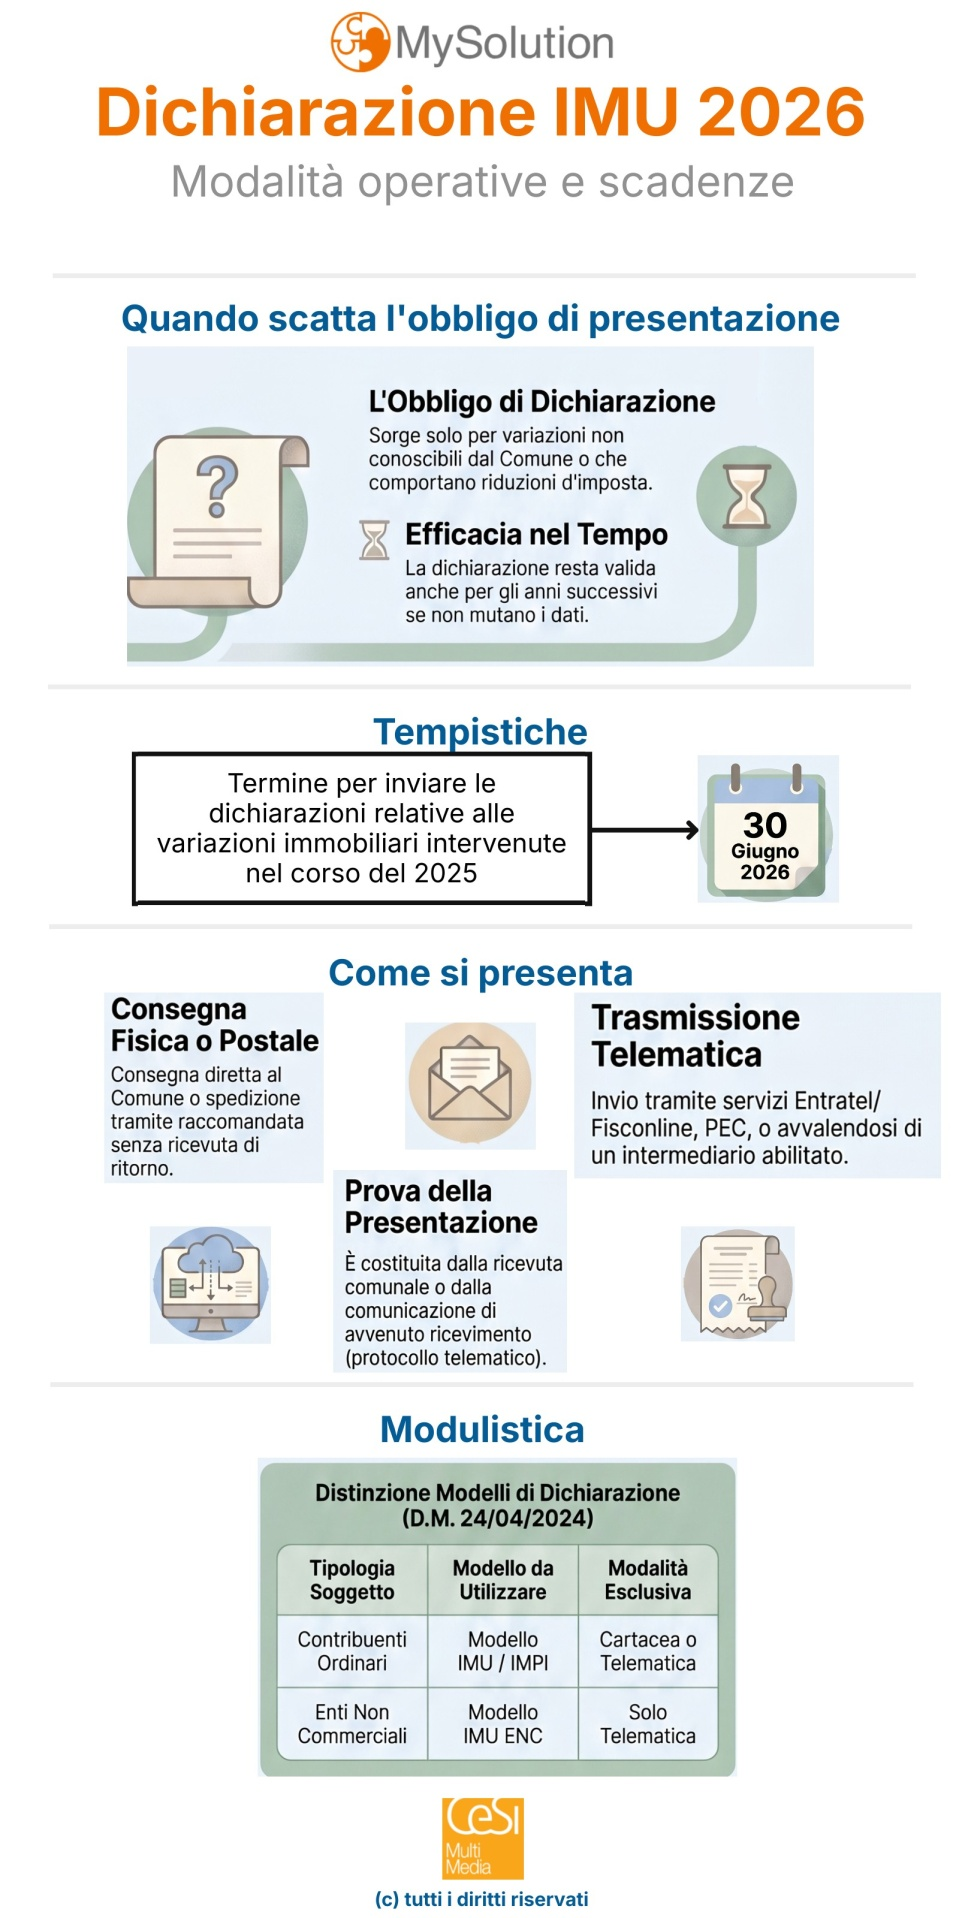 MySolution
Dichiarazione IMU 2026
Modalità operative e scadenze
Quando scatta l'obbligo di presentazione
L'Obbligo di Dichiarazione
Sorge solo per variazioni non
conoscibili dal Comune o che
comportano riduzioni d'imposta.
?
Efficacia nel Tempo
La dichiarazione resta valida
anche per gli anni successivi
se non mutano i dati.
Tempistiche
Termine per inviare le
dichiarazioni relative alle
variazioni immobiliari intervenute
nel corso del 2025
30
Giugno
2026
Come si presenta
Consegna
Fisica o Postale
Consegna diretta al
Comune o spedizione
tramite raccomandata
senza ricevuta di
ritorno.
Trasmissione
Telematica
Invio tramite servizi Entratel/
Fisconline, PEC, o avvalendosi di
un intermediario abilitato.
Prova della
Presentazione
È costituita dalla ricevuta
comunale o dalla
comunicazione di
avvenuto ricevimento
(protocollo telematico).
Modulistica
Distinzione Modelli di Dichiarazione
(D.M. 24/04/2024)
Tipologia
Soggetto
Modello da
Utilizzare
Modalità
Esclusiva
Contribuenti
Ordinari
Modello
IMU / IMPI
Cartacea o
Telematica
Enti Non
Commerciali
Modello
IMU ENC
Solo
Telematica
CeSi
Multi
Media
(c) tutti i diritti riservati